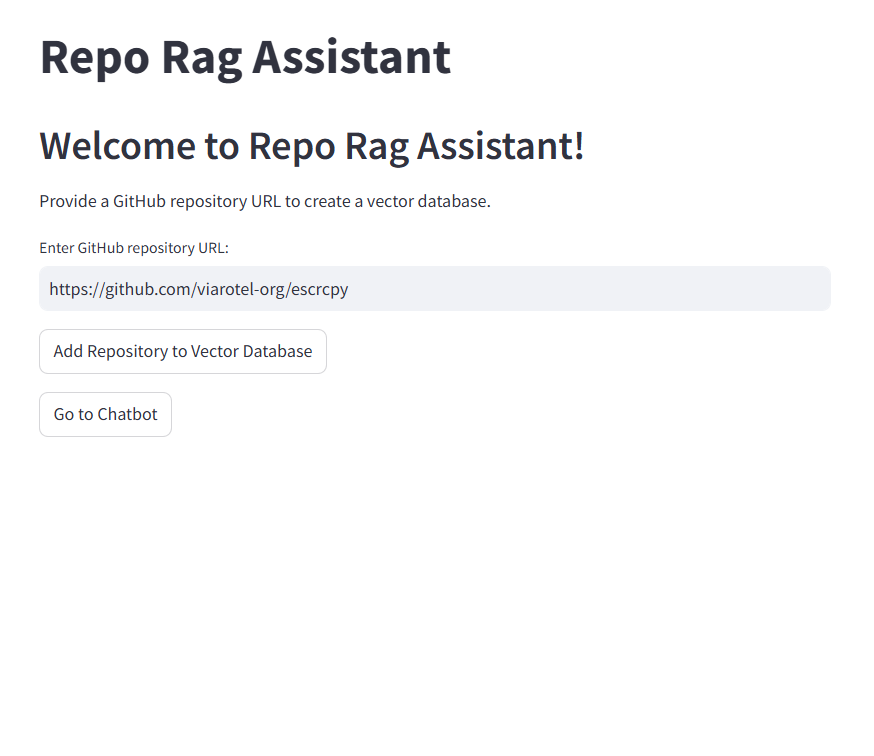 Repo Rag Assistant
Welcome to Repo Rag Assistant!
Provide a GitHub repository URL to create a vector database.
Enter GitHub repository URL:
https://github.com/viarotel-org/escrcpy
Add Repository to Vector Database
Go to Chatbot